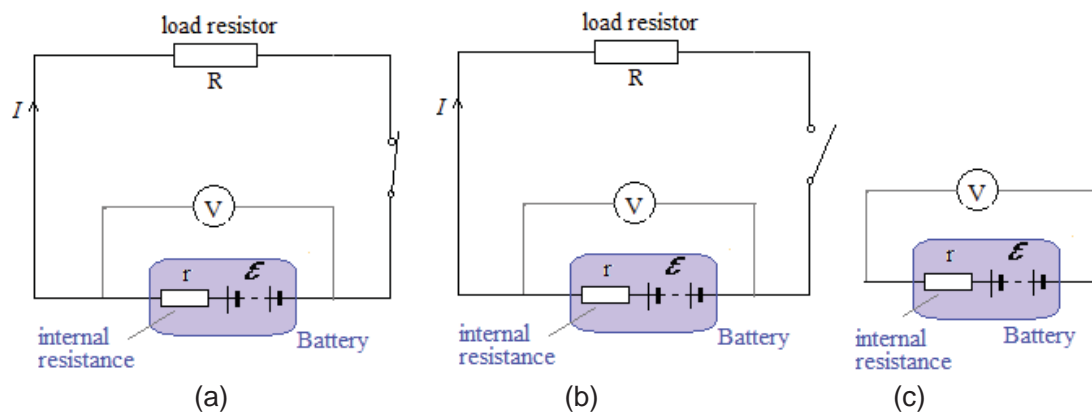 load resistor
R
I
V
r ℰ
internal
resistance
Battery
(a)
load resistor
R
I
V
r ℰ
internal
resistance
Battery
(b)
V
r ℰ
internal
resistance
Battery
(c)